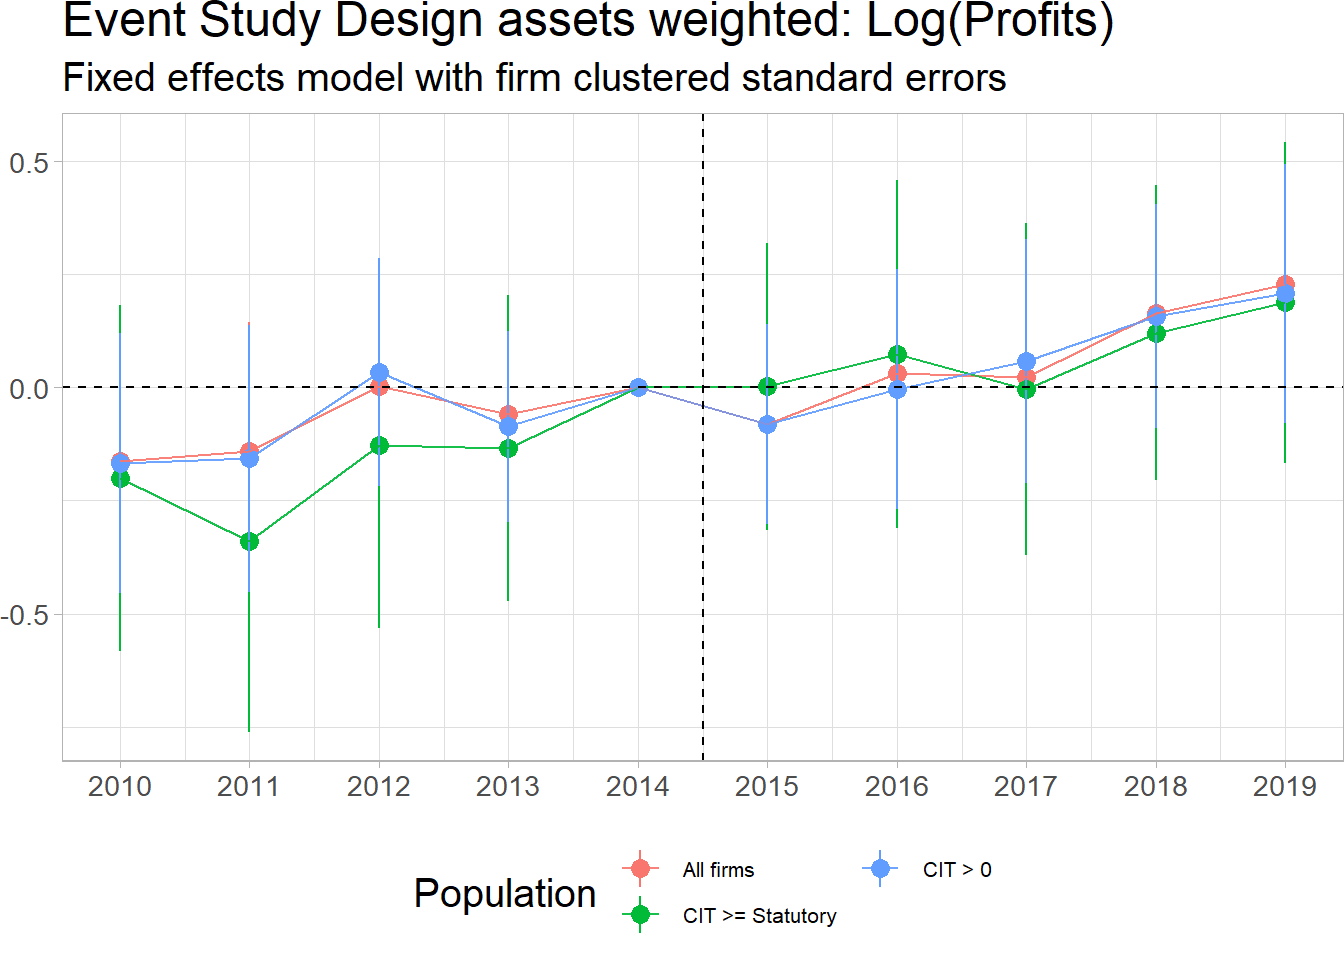 Event Study Design assets weighted: Log(Profits)
Fixed effects model with firm clustered standard errors
0.5
0.0
-0.5
2010 2011 2012 2013 2014 2015 2016 2017 2018 2019
Population
All firms
CIT > 0
CIT >= Statutory